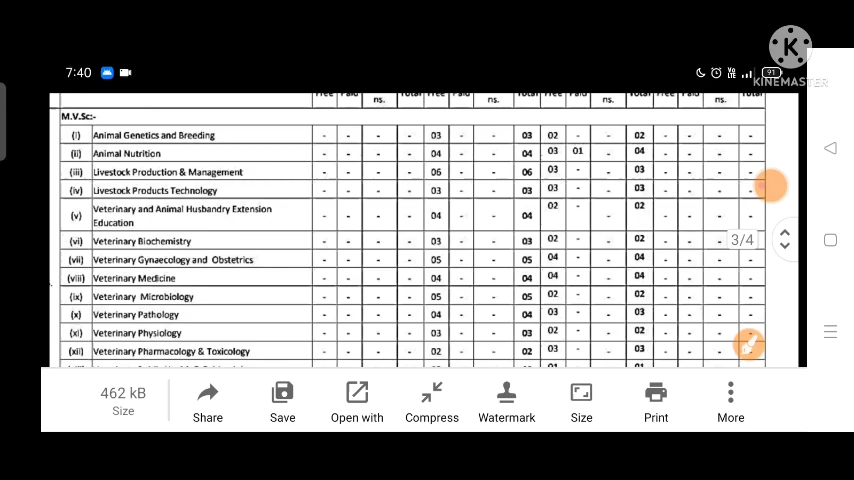 7:40 Vo LTE 91
K
KINEMASTER
Free Paid ns. Total Free Paid ns. Total Free Paid ns. Total Free Paid ns. Total
M.V.Sc:-
(i) Animal Genetics and Breeding - - - - 03 - - 03 02 - - 02 - - - -
(ii) Animal Nutrition - - - - 04 - - 04 03 01 - 04 - - - -
(iii) Livestock Production & Management - - - - 06 - - 06 03 - - 03 - - - -
(iv) Livestock Products Technology - - - - 03 - - 03 03 - - 03 - - - -
(v) Veterinary and Animal Husbandry Extension Education - - - - 04 - - 04 02 - - 02 - - - -
(vi) Veterinary Biochemistry - - - - 03 - - 03 02 - - 02 - - - -
3/4
(vii) Veterinary Gynaecology and Obstetrics - - - - 05 - - 05 04 - - 04 - - - -
(viii) Veterinary Medicine - - - - 04 - - 04 04 - - 04 - - - -
(ix) Veterinary Microbiology - - - - 05 - - 05 02 - - 02 - - - -
(x) Veterinary Pathology - - - - 04 - - 04 03 - - 03 - - - -
(xi) Veterinary Physiology - - - - 03 - - 03 02 - - 02 - - - -
(xii) Veterinary Pharmacology & Toxicology - - - - 02 - - 02 03 - - 03 - - - -
462 kB
Size
Share Save Open with Compress Watermark Size Print More